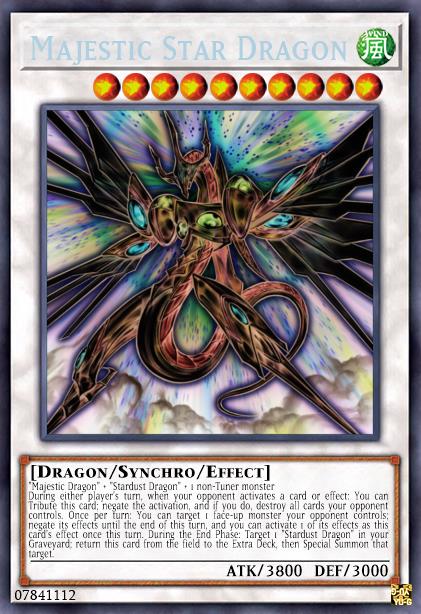 Majestic Star Dragon
WIND
風
[Dragon/Synchro/Effect]
"Majestic Dragon" + "Stardust Dragon" + 1 non-Tuner monster
During either player's turn, when your opponent activates a card or effect: You can
Tribute this card; negate the activation, and if you do, destroy all cards your opponent
controls. Once per turn: You can target 1 face-up monster your opponent controls;
negate its effects until the end of this turn, and you can activate 1 of its effects as this
card's effect once this turn. During the End Phase: Target 1 "Stardust Dragon" in your
Graveyard; return this card from the field to the Extra Deck, then Special Summon that
target.
ATK/3800 DEF/3000
07841112